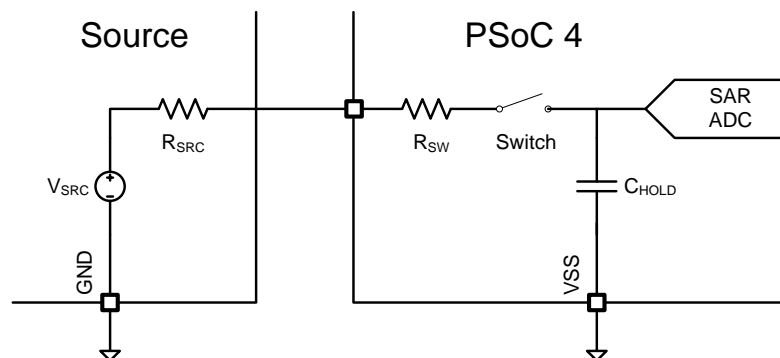 Source
PSoC 4
SAR
ADC
RSRC
RSW
Switch
VSRC
+
-
CHOLD
GND
VSS